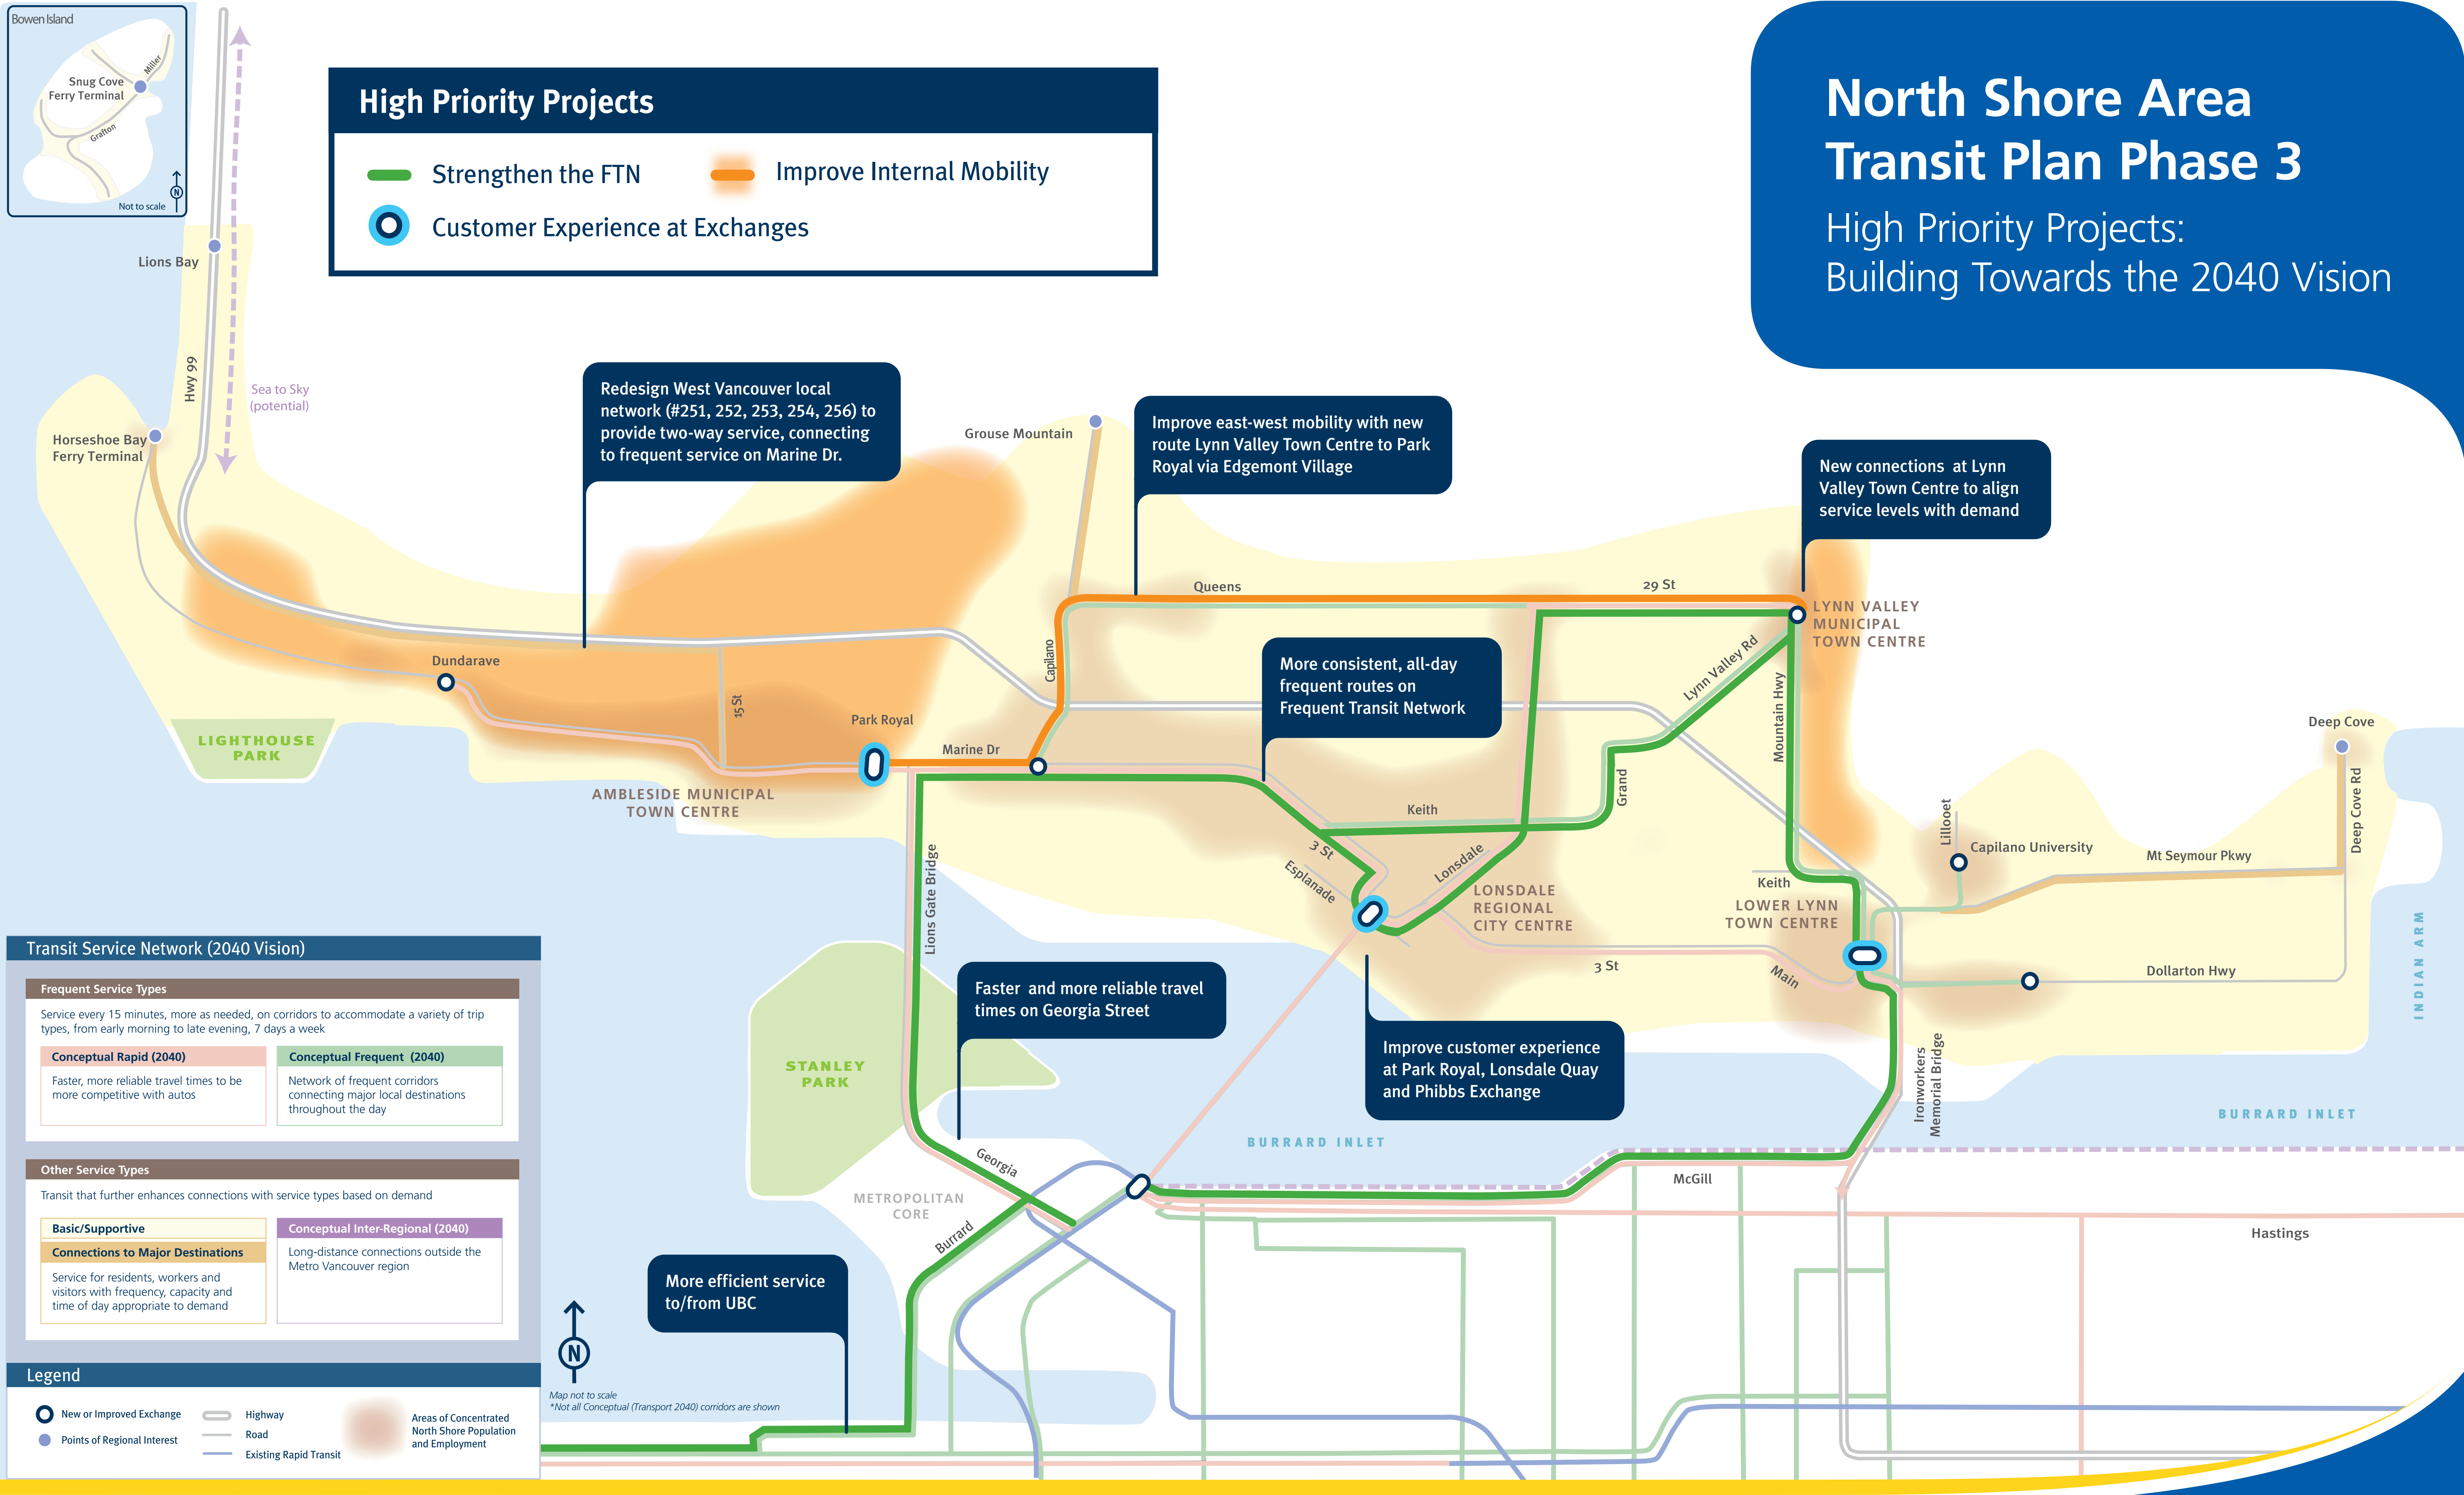 Bowen Island
Snug Cove
Ferry Terminal
Miller
Grafton
Not to scale
N
High Priority Projects
Strengthen the FTN
Improve Internal Mobility
Customer Experience at Exchanges
North Shore Area
Transit Plan Phase 3
High Priority Projects:
Building Towards the 2040 Vision
Lions Bay
Hwy 99
Sea to Sky
(potential)
Horseshoe Bay
Ferry Terminal
Redesign West Vancouver local
network (#251, 252, 253, 254, 256) to
provide two-way service, connecting
to frequent service on Marine Dr.
Grouse Mountain
Improve east-west mobility with new
route Lynn Valley Town Centre to Park
Royal via Edgemont Village
New connections at Lynn
Valley Town Centre to align
service levels with demand
Queens
29 St
LYNN VALLEY
MUNICIPAL
TOWN CENTRE
Dundarave
15 St
Park Royal
Capilano
Marine Dr
More consistent, all-day
frequent routes on
Frequent Transit Network
Lynn Valley Rd
Mountain Hwy
Grand
Keith
LIGHTHOUSE
PARK
AMBLESIDE MUNICIPAL
TOWN CENTRE
Deep Cove
Deep Cove Rd
Lillooet
Capilano University
Mt Seymour Pkwy
3 St
Esplanade
Lonsdale
LONSDALE
REGIONAL
CITY CENTRE
Keith
LOWER LYNN
TOWN CENTRE
Lions Gate Bridge
3 St
Main
Dollarton Hwy
INDIAN ARM
Faster and more reliable travel
times on Georgia Street
Improve customer experience
at Park Royal, Lonsdale Quay
and Phibbs Exchange
STANLEY
PARK
Ironworkers
Memorial Bridge
BURRARD INLET
BURRARD INLET
Georgia
METROPOLITAN
CORE
Burrard
McGill
Hastings
More efficient service
to/from UBC
N
Map not to scale
*Not all Conceptual (Transport 2040) corridors are shown
Transit Service Network (2040 Vision)
Frequent Service Types
Service every 15 minutes, more as needed, on corridors to accommodate a variety of trip
types, from early morning to late evening, 7 days a week
Conceptual Rapid (2040)
Faster, more reliable travel times to be
more competitive with autos
Conceptual Frequent (2040)
Network of frequent corridors
connecting major local destinations
throughout the day
Other Service Types
Transit that further enhances connections with service types based on demand
Basic/Supportive
Connections to Major Destinations
Service for residents, workers and
visitors with frequency, capacity and
time of day appropriate to demand
Conceptual Inter-Regional (2040)
Long-distance connections outside the
Metro Vancouver region
Legend
New or Improved Exchange
Points of Regional Interest
Highway
Road
Existing Rapid Transit
Areas of Concentrated
North Shore Population
and Employment